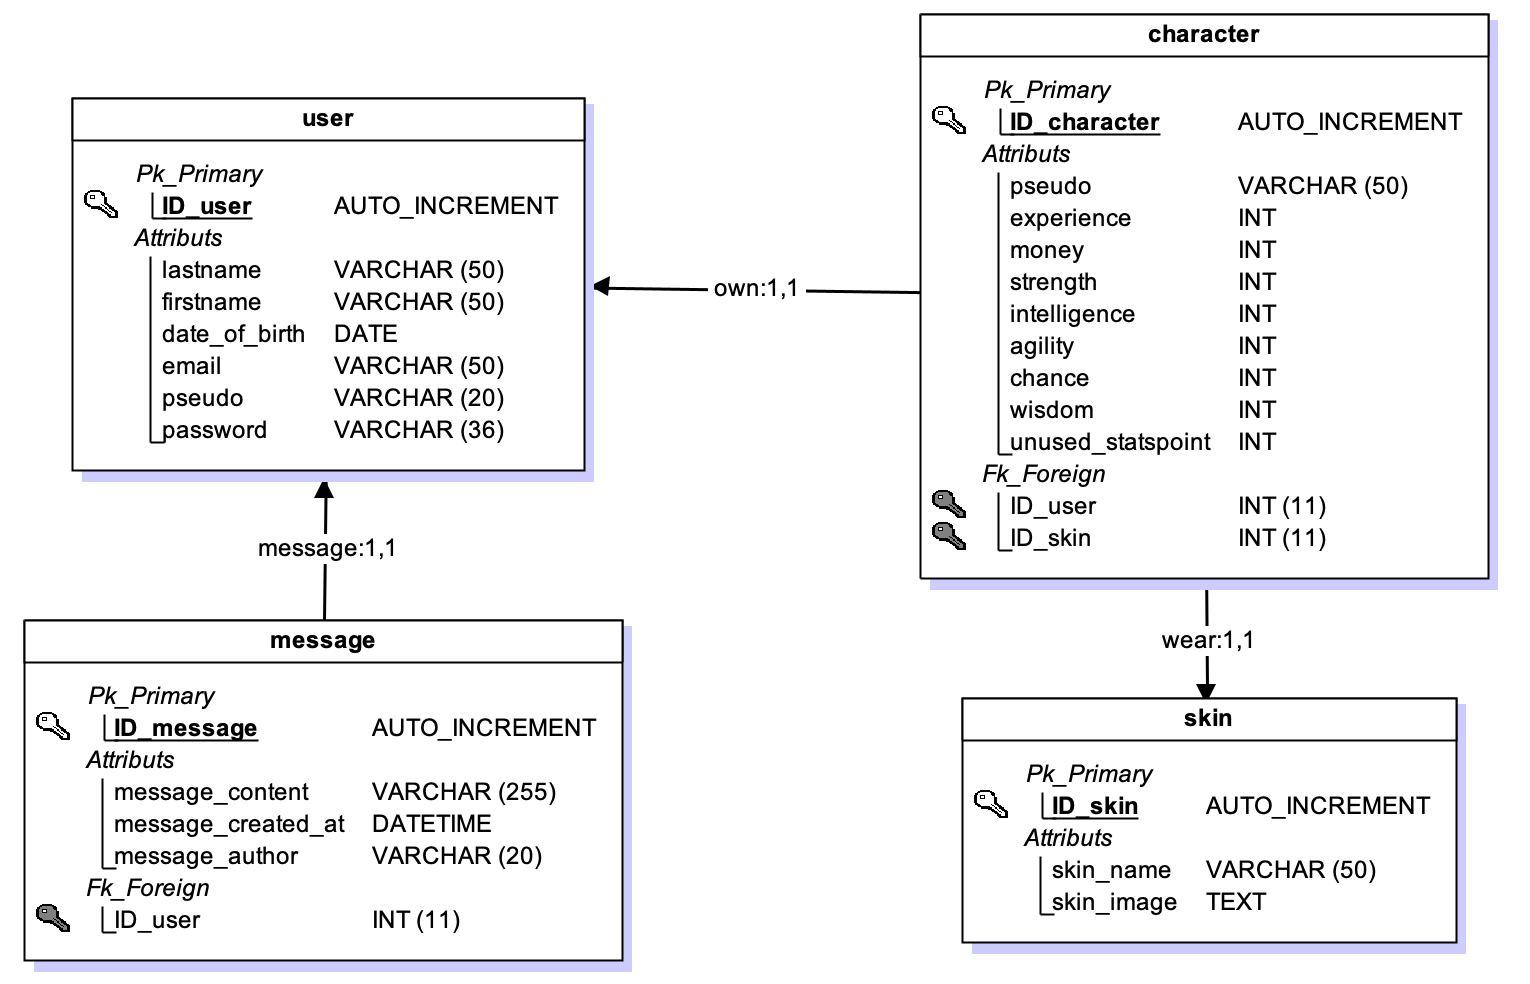 user
Pk_Primary
ID_user AUTO_INCREMENT
Attributs
lastname VARCHAR (50)
firstname VARCHAR (50)
date_of_birth DATE
email VARCHAR (50)
pseudo VARCHAR (20)
password VARCHAR (36)
own:1,1
character
Pk_Primary
ID_character AUTO_INCREMENT
Attributs
pseudo VARCHAR (50)
experience INT
money INT
strength INT
intelligence INT
agility INT
chance INT
wisdom INT
unused_statspoint INT
Fk_Foreign
ID_user INT (11)
ID_skin INT (11)
message:1,1
message
Pk_Primary
ID_message AUTO_INCREMENT
Attributs
message_content VARCHAR (255)
message_created_at DATETIME
message_author VARCHAR (20)
Fk_Foreign
ID_user INT (11)
wear:1,1
skin
Pk_Primary
ID_skin AUTO_INCREMENT
Attributs
skin_name VARCHAR (50)
skin_image TEXT